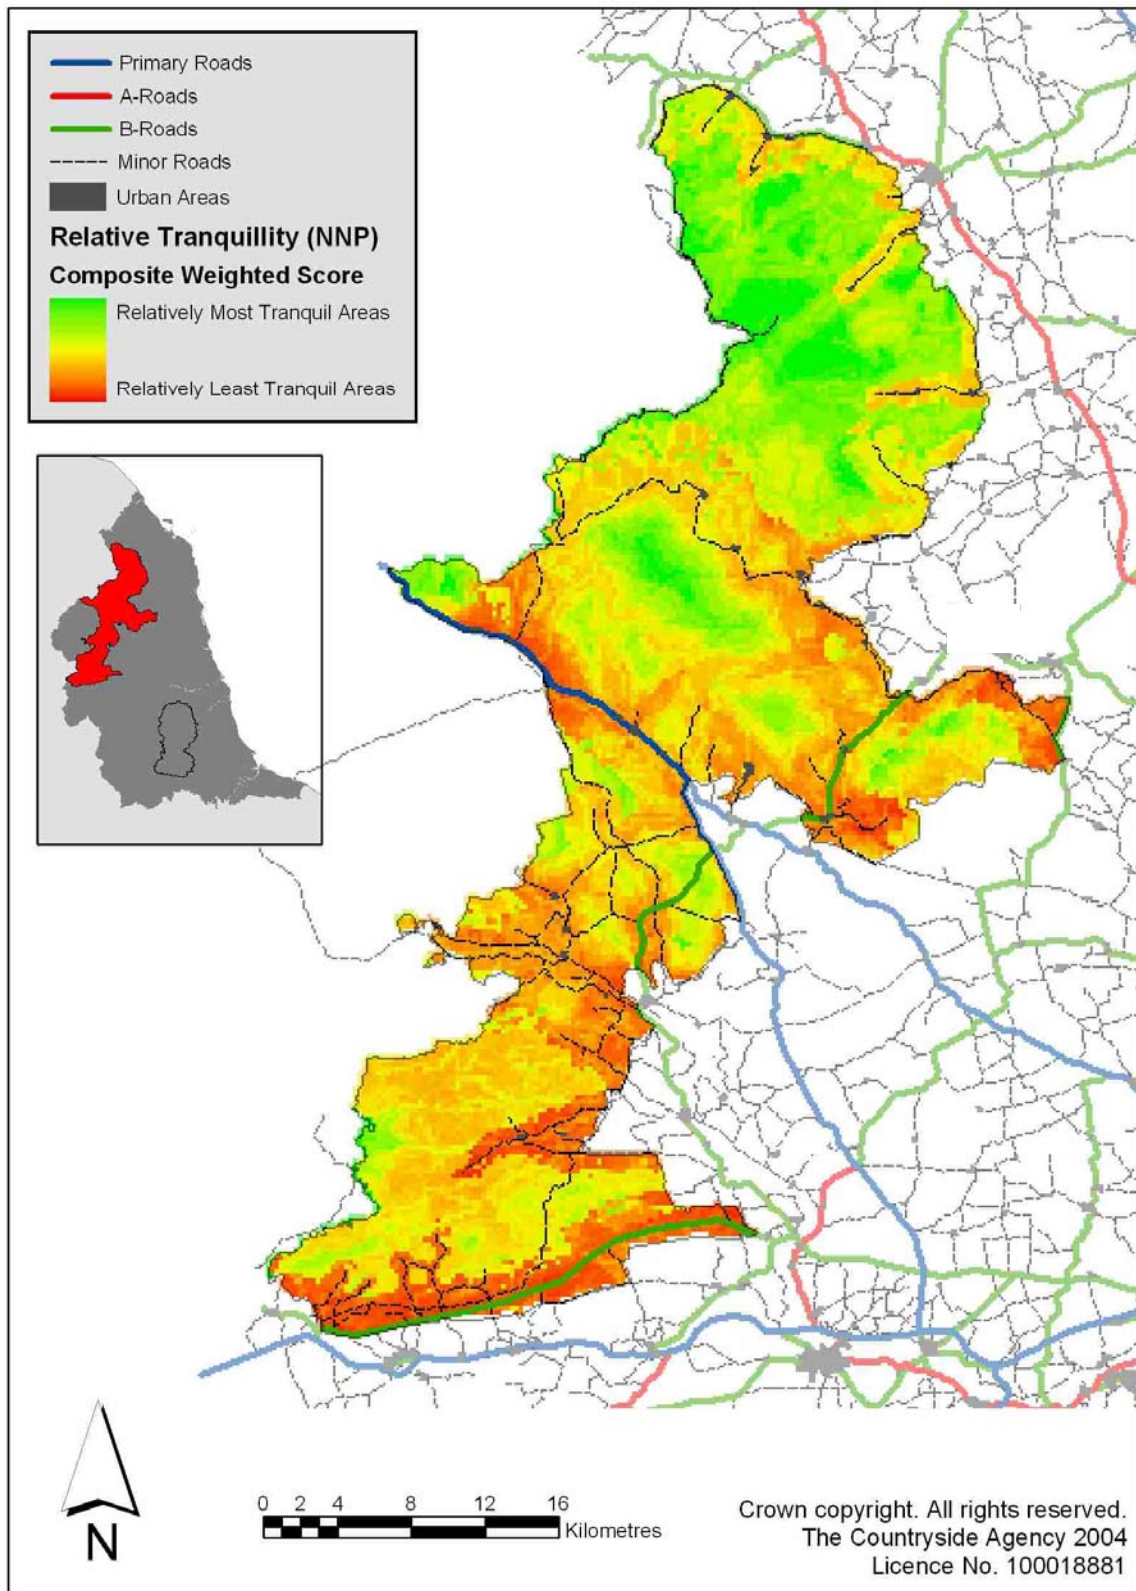 Primary Roads
A-Roads
B-Roads
Minor Roads
Urban Areas
Relative Tranquillity (NNP)
Composite Weighted Score
Relatively Most Tranquil Areas
Relatively Least Tranquil Areas
N
0 2 4 8 12 16
Kilometres
Crown copyright. All rights reserved.
The Countryside Agency 2004
Licence No. 100018881